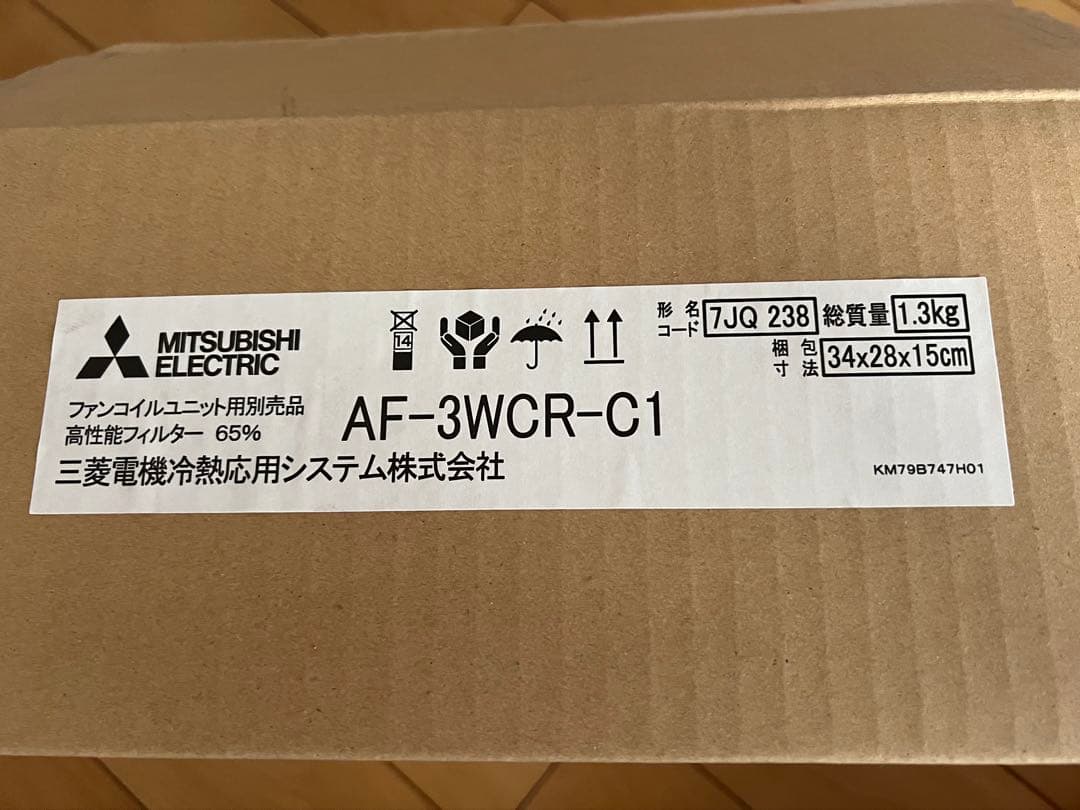 MITSUBISHI
ELECTRIC
14
形名コード 7JQ 238 総質量 1.3kg
梱包寸法 34x28x15cm
ファンコイルユニット用別売品
高性能フィルター 65%
AF-3WCR-C1
三菱電機冷熱応用システム株式会社
KM79B747H01